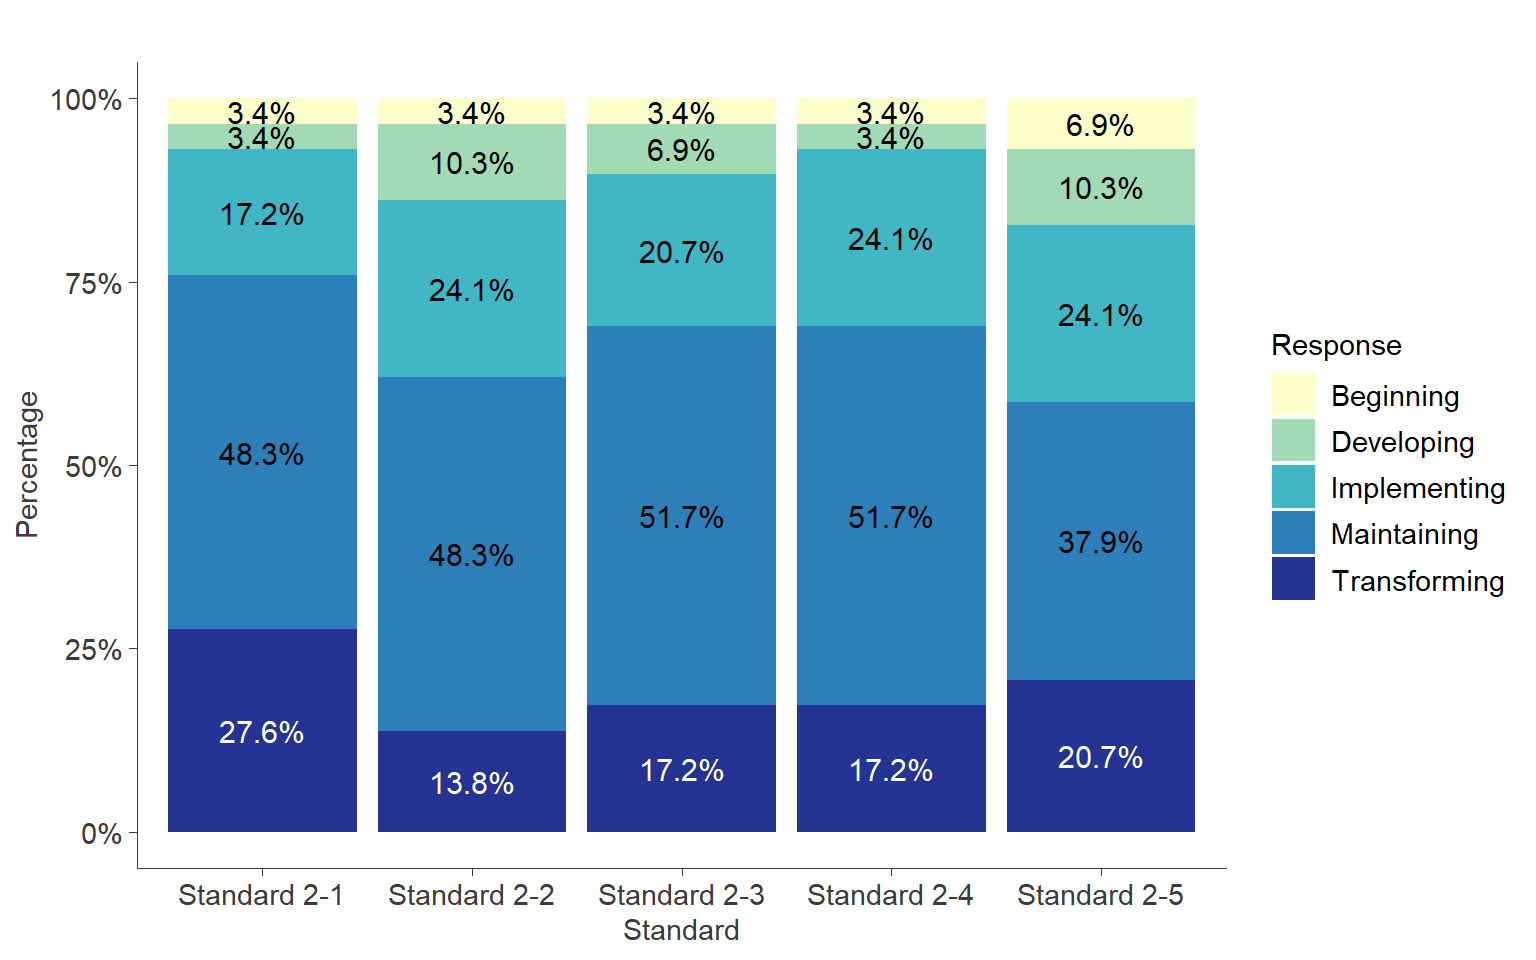 100%
75%
50%
25%
0%
Percentage
3.4%
3.4%
17.2%
48.3%
27.6%
3.4%
10.3%
24.1%
48.3%
13.8%
3.4%
6.9%
20.7%
51.7%
17.2%
3.4%
3.4%
24.1%
51.7%
17.2%
6.9%
10.3%
24.1%
37.9%
20.7%
Standard 2-1
Standard 2-2
Standard 2-3
Standard 2-4
Standard 2-5
Standard
Response
Beginning
Developing
Implementing
Maintaining
Transforming